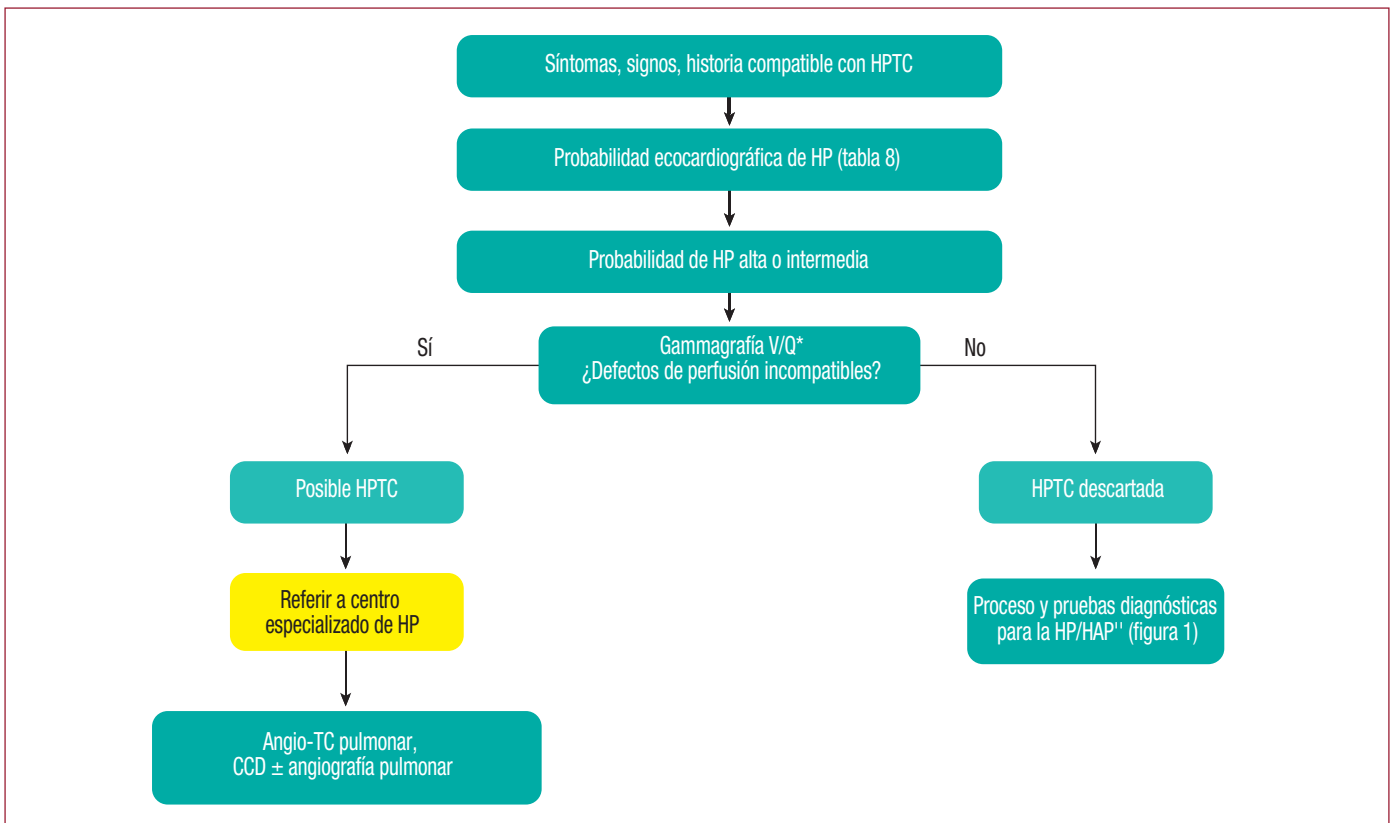 Síntomas, signos, historia compatible con HPTC
Probabilidad ecocardiográfica de HP (tabla 8)
Probabilidad de HP alta o intermedia
Sí
Gammagrafía V/Q*
¿Defectos de perfusión incompatibles?
No
Posible HPTC
HPTC descartada
Referir a centro
especializado de HP
Proceso y pruebas diagnósticas
para la HP/HAP'' (figura 1)
Angio-TC pulmonar,
CCD ± angiografía pulmonar